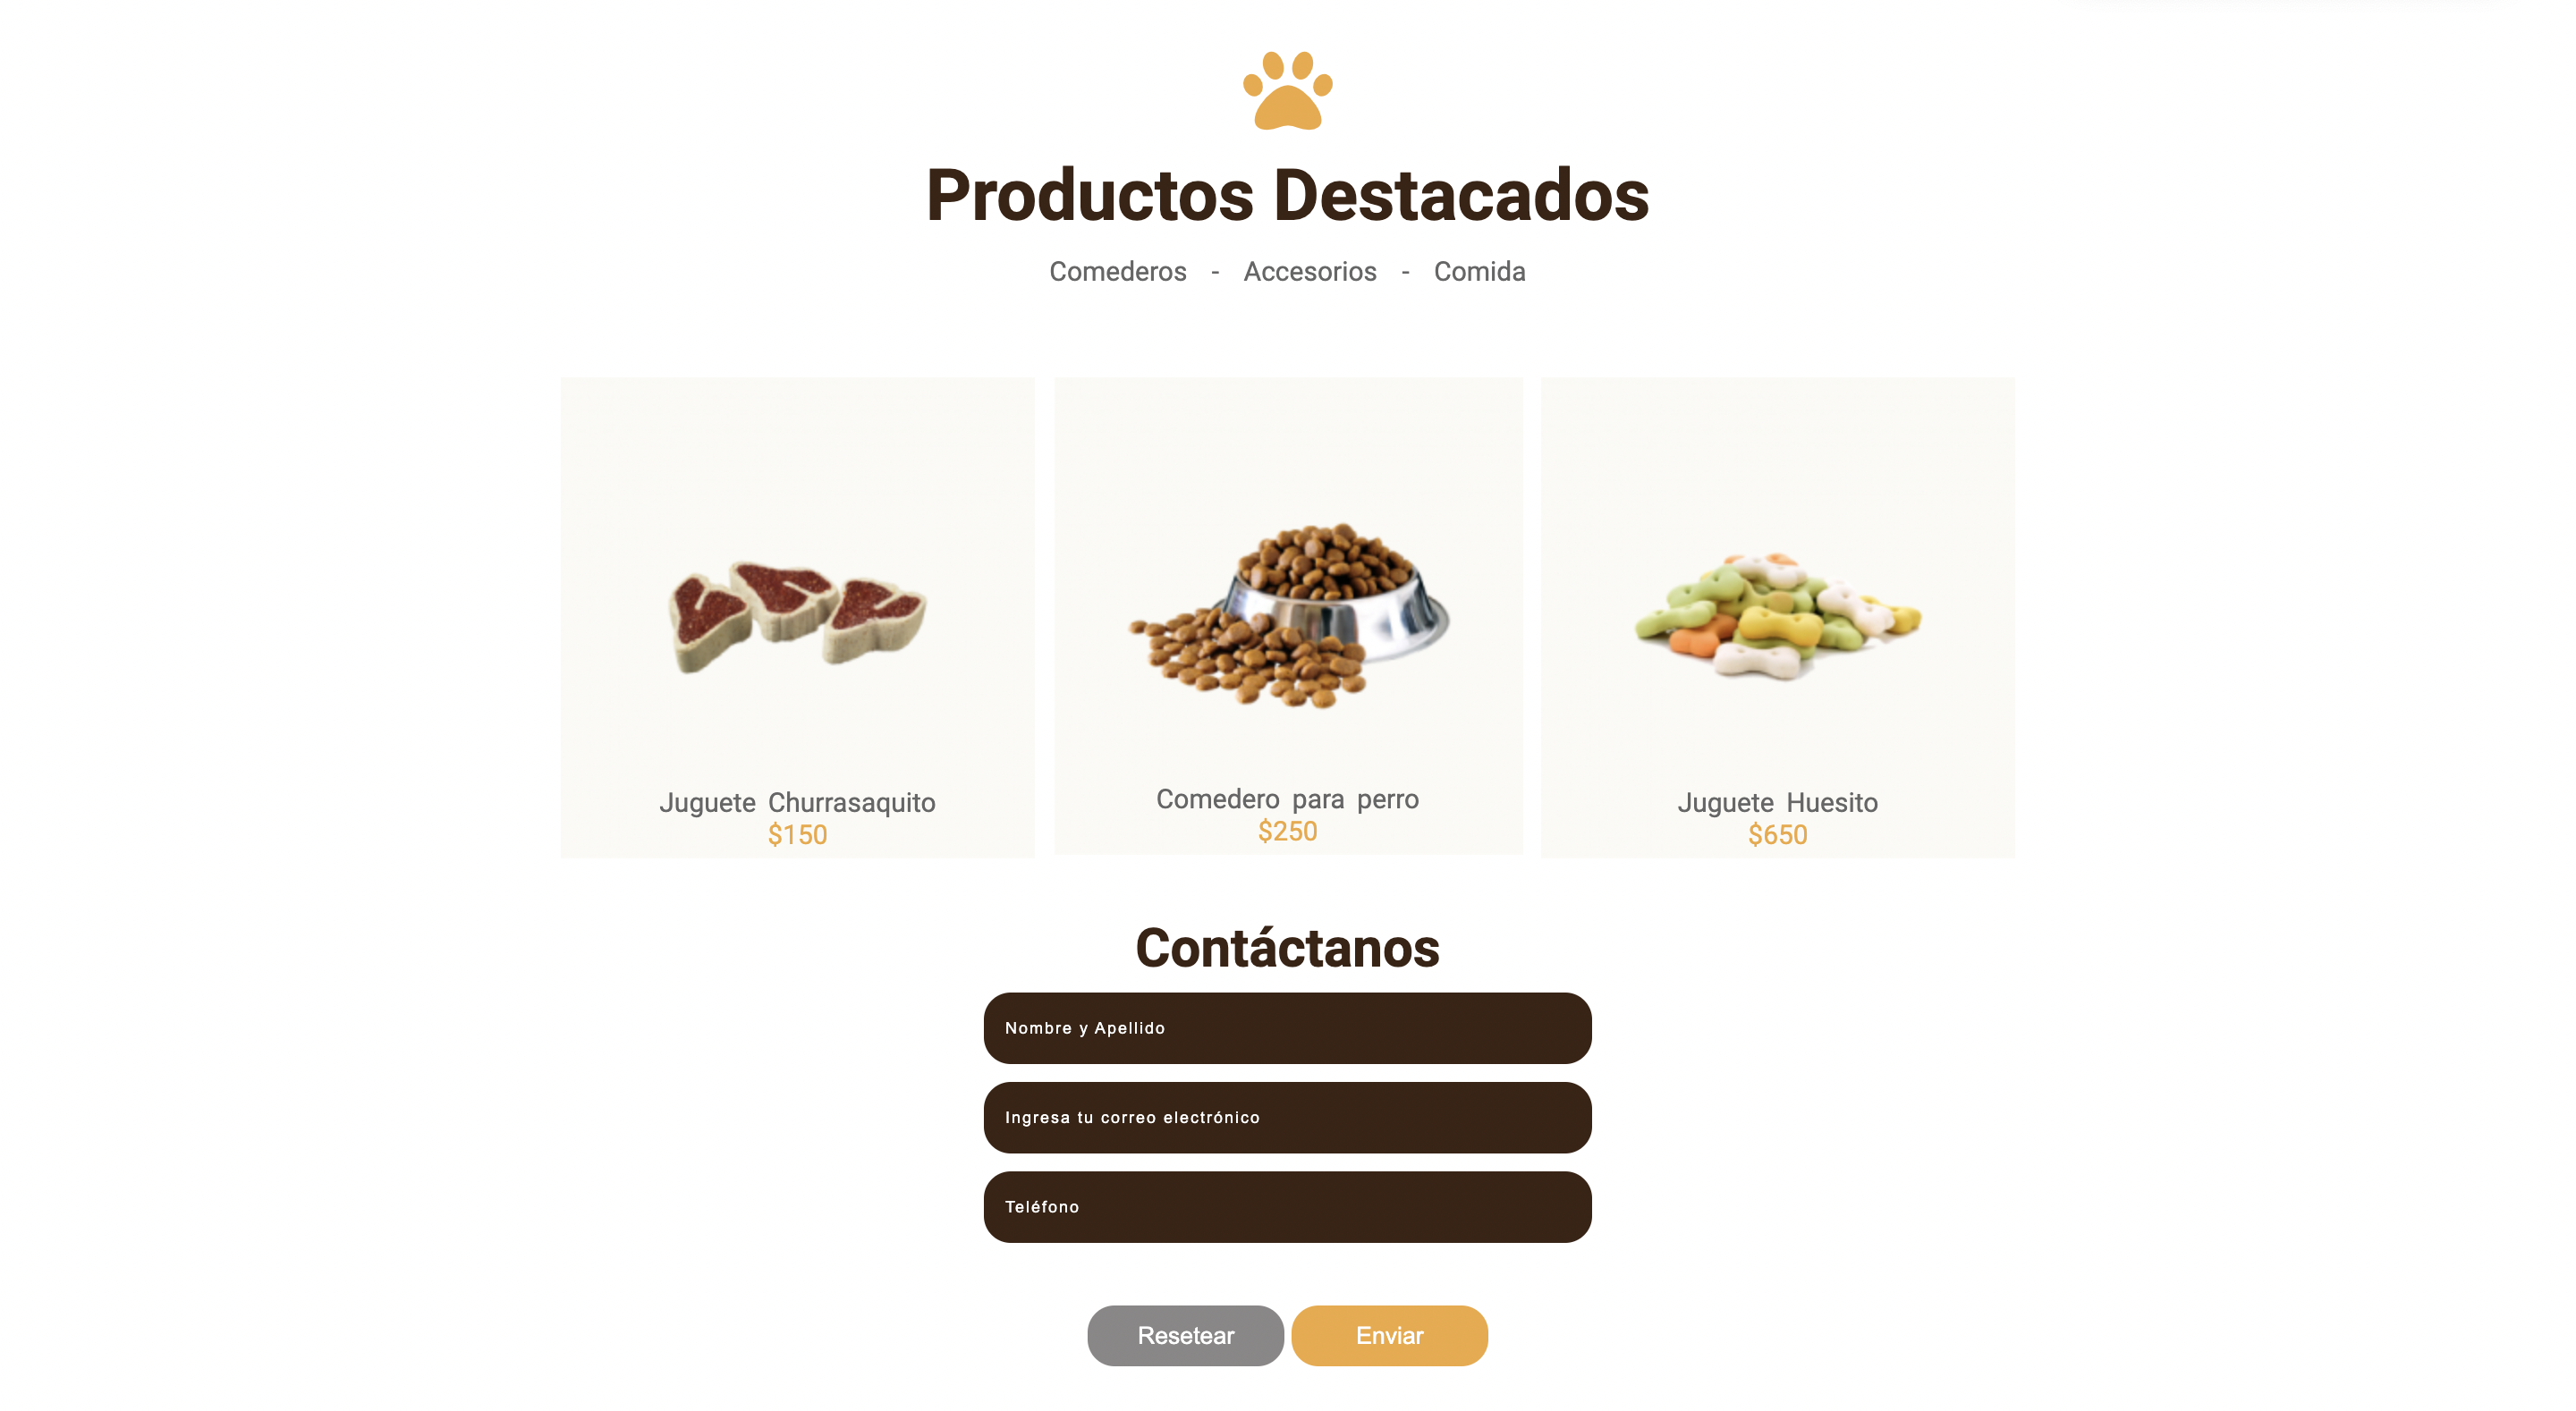 Productos Destacados
Comederos - Accesorios - Comida
Juguete Churrasaquito
$150
Comedero para perro
$250
Juguete Huesito
$650
Contáctanos
Nombre y Apellido
Ingresa tu correo electrónico
Teléfono
Resetear Enviar